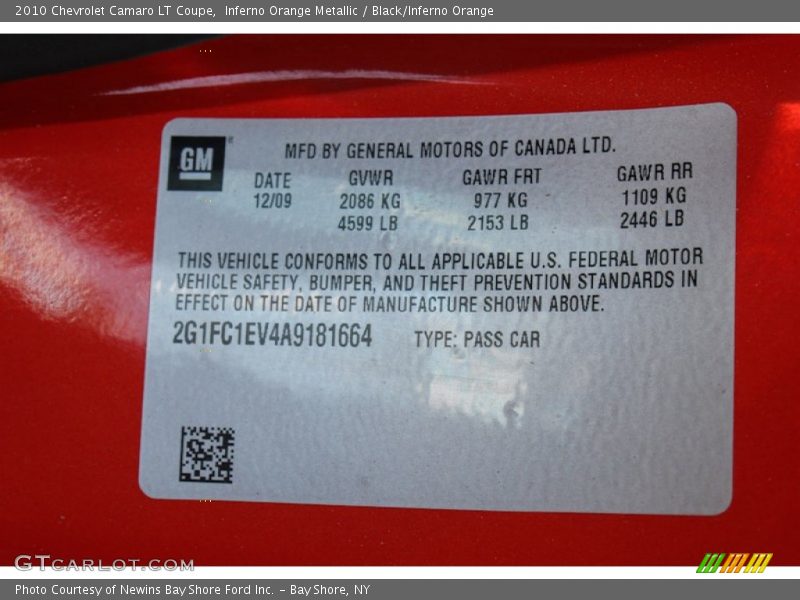 2010 Chevrolet Camaro LT Coupe, Inferno Orange Metallic / Black/Inferno Orange
GM
MFD BY GENERAL MOTORS OF CANADA LTD.
DATE GVWR GAWR FRT GAWR RR
12/09 2086 KG 977 KG 1109 KG
4599 LB 2153 LB 2446 LB
THIS VEHICLE CONFORMS TO ALL APPLICABLE U.S. FEDERAL MOTOR
VEHICLE SAFETY, BUMPER, AND THEFT PREVENTION STANDARDS IN
EFFECT ON THE DATE OF MANUFACTURE SHOWN ABOVE.
2G1FC1EV4A9181664 TYPE: PASS CAR
GTCARLOT.COM
Photo Courtesy of Newins Bay Shore Ford Inc. - Bay Shore, NY